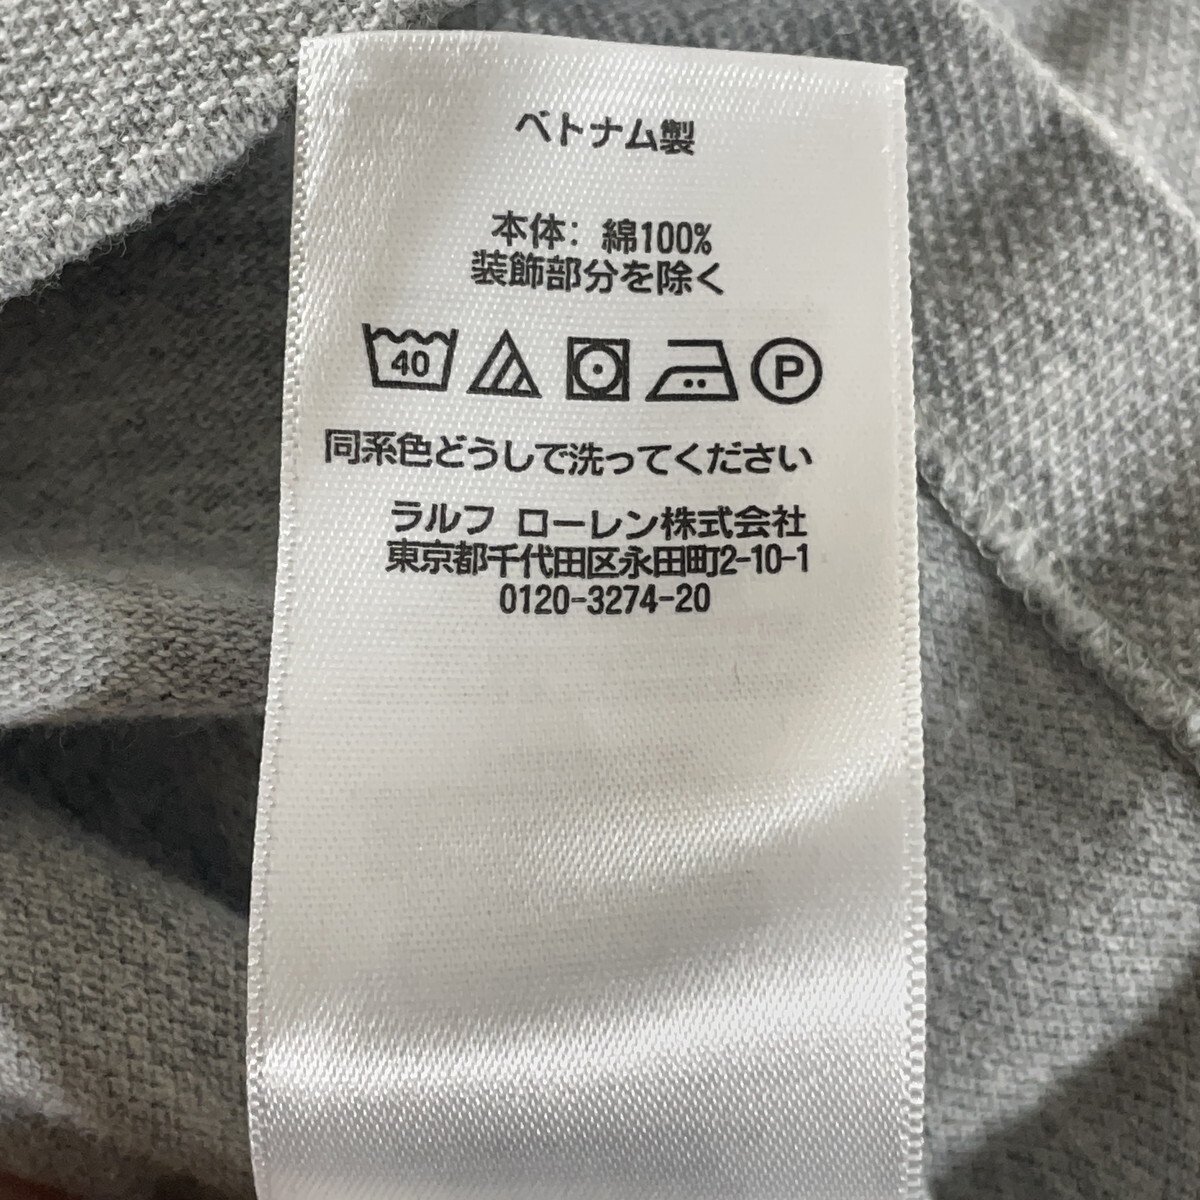 ベトナム製
本体: 綿100%
装飾部分を除く
40 P
同系色どうしで洗ってください
ラルフ ローレン株式会社
東京都千代田区永田町2-10-1
0120-3274-20